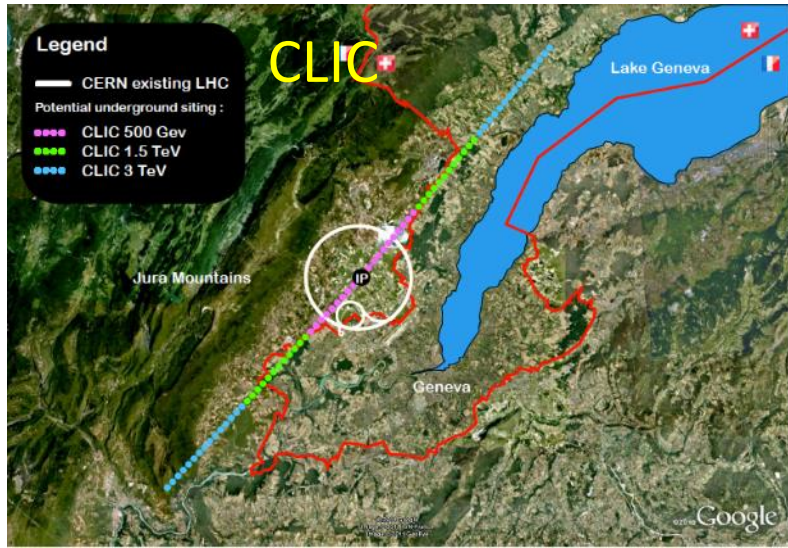 Legend
CERN existing LHC
Potential underground siting :
CLIC 500 Gev
CLIC 1.5 TeV
CLIC 3 TeV
CLIC
Lake Geneva
Jura Mountains
IP
Geneva
Google